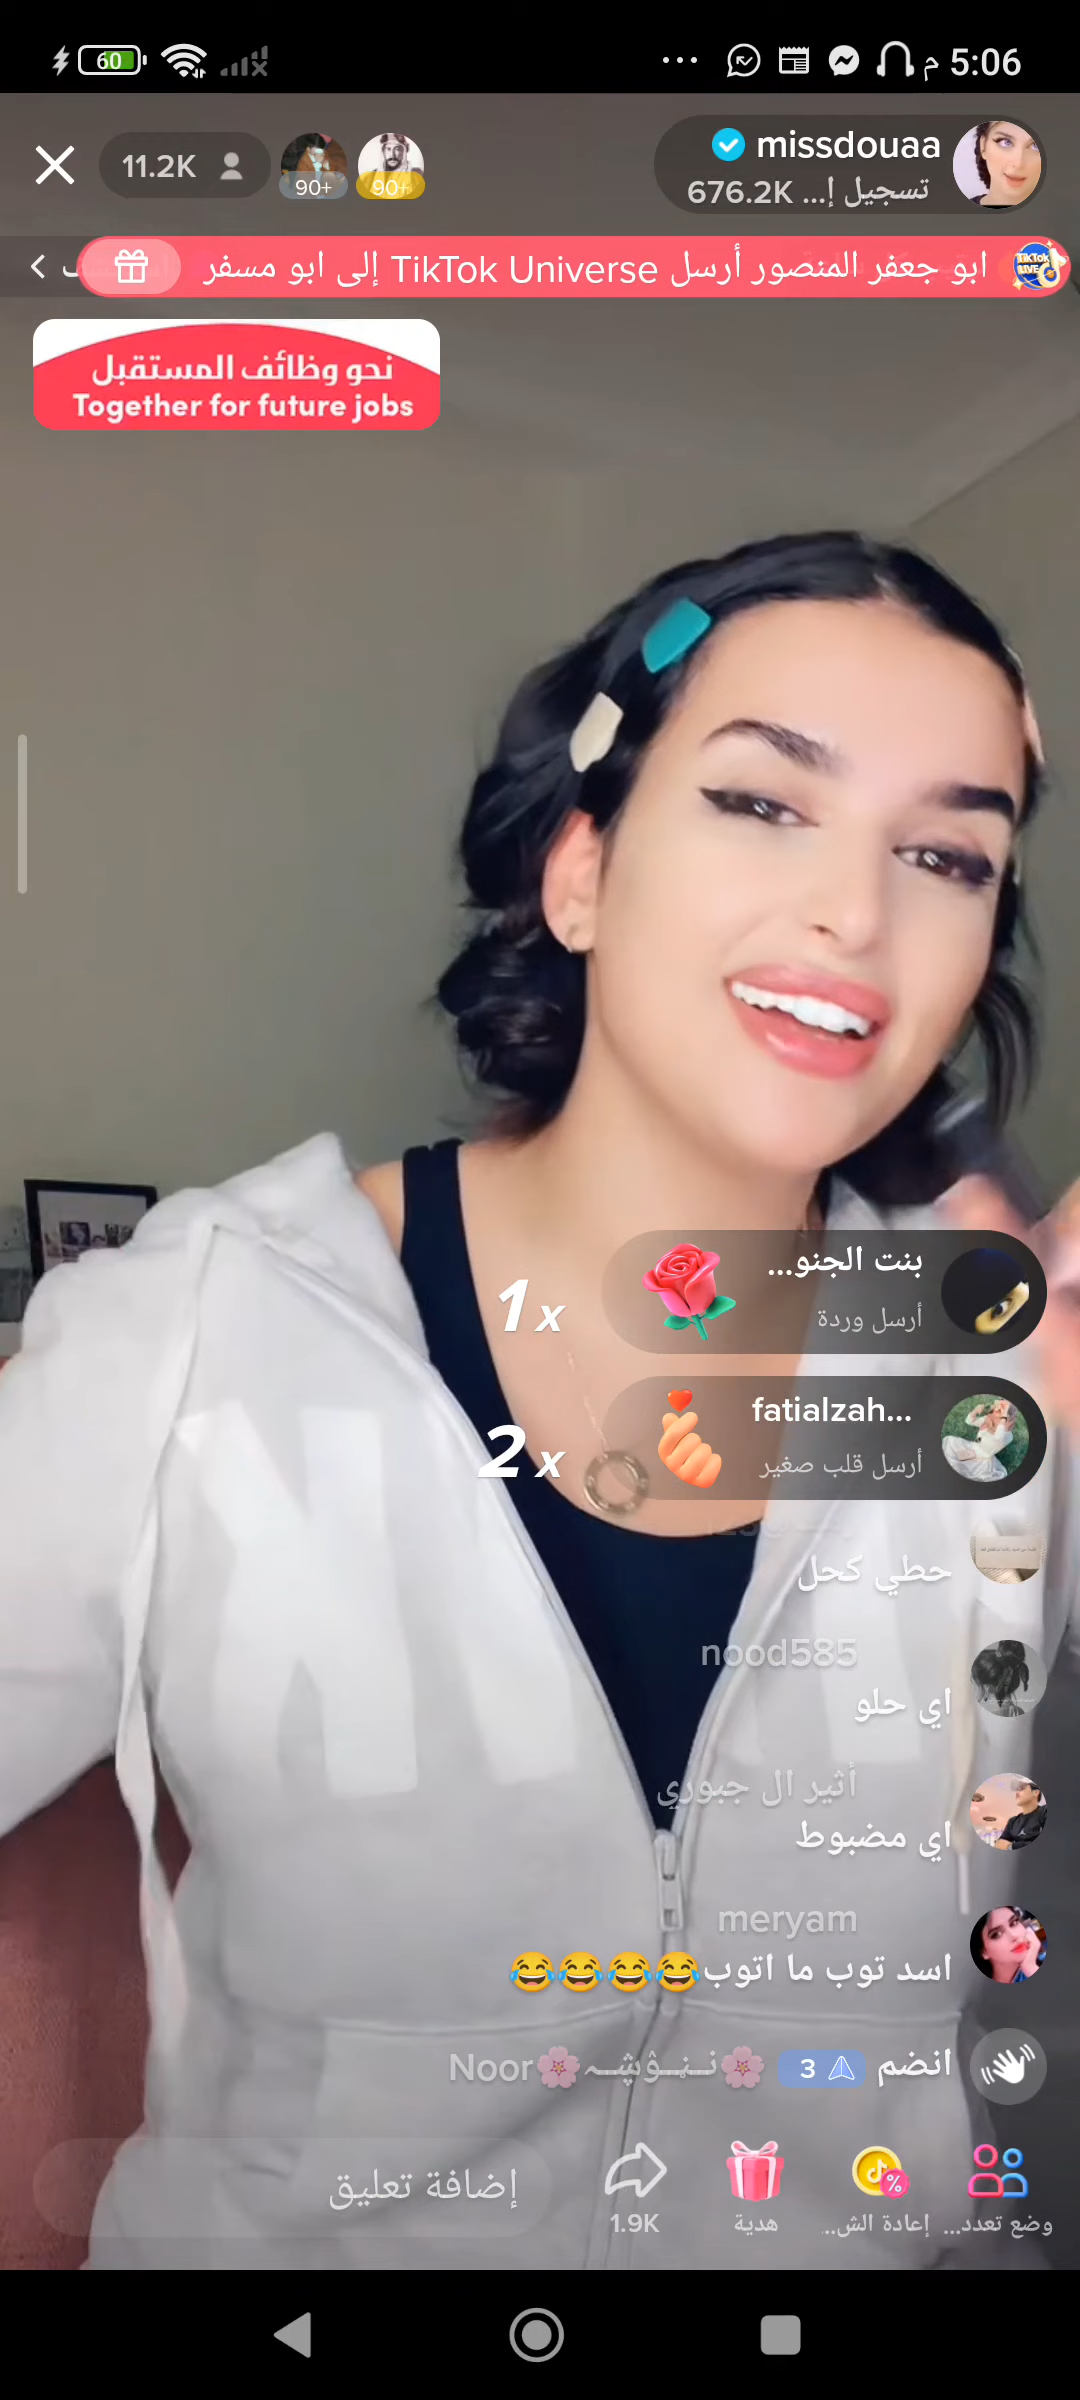 60
م 5:06
11.2K
90+
90+
missdouaa
تسجيل إ... 676.2K
ابو جعفر المنصور أرسل TikTok Universe إلى ابو مسفر
TikTok
LIVE
نحو وظائف المستقبل
Together for future jobs
بنت الجنو...
أرسل وردة
1x
fatialzah...
أرسل قلب صغير
2x
حطي كحل
nood585
اي حلو
أثير ال جبوري
اي مضبوط
meryam
اسد توب ما اتوب😂😂😂😂
انضم
3
Noor
إضافة تعليق
1.9K
هدية
إعادة الش...
وضع تعدد...